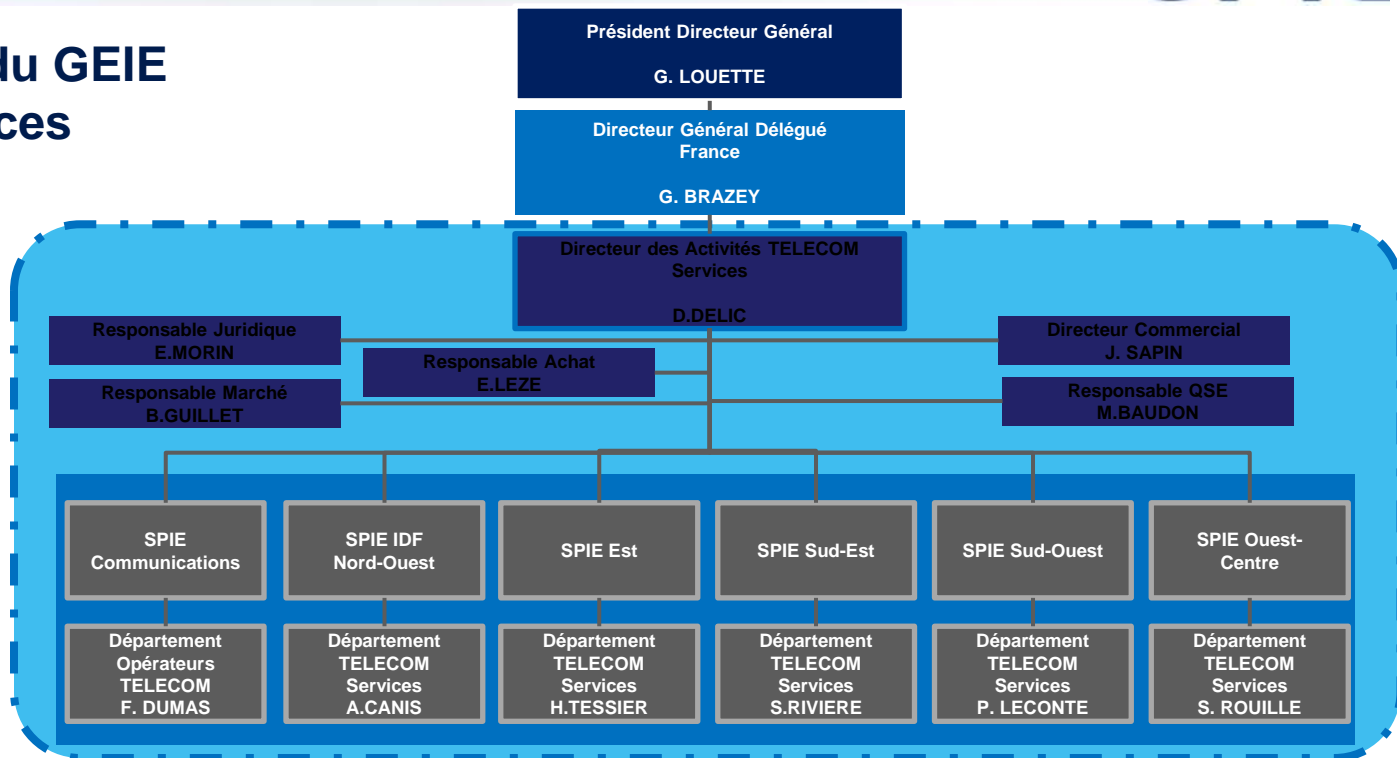 du GEIE
ces
Président Directeur Général
G. LOUETTE
Directeur Général Délégué
France
G. BRAZEY
Directeur des Activités TELECOM
Services
D.DELIC
Responsable Juridique
E.MORIN
Directeur Commercial
J. SAPIN
Responsable Achat
E.LEZE
Responsable Marché
B.GUILLET
Responsable QSE
M.BAUDON
SPIE
Communications
SPIE IDF
Nord-Ouest
SPIE Est
SPIE Sud-Est
SPIE Sud-Ouest
SPIE Ouest-
Centre
Département
Opérateurs
TELECOM
F. DUMAS
Département
TELECOM
Services
A.CANIS
Département
TELECOM
Services
H.TESSIER
Département
TELECOM
Services
S.RIVIERE
Département
TELECOM
Services
P. LECONTE
Département
TELECOM
Services
S. ROUILLE